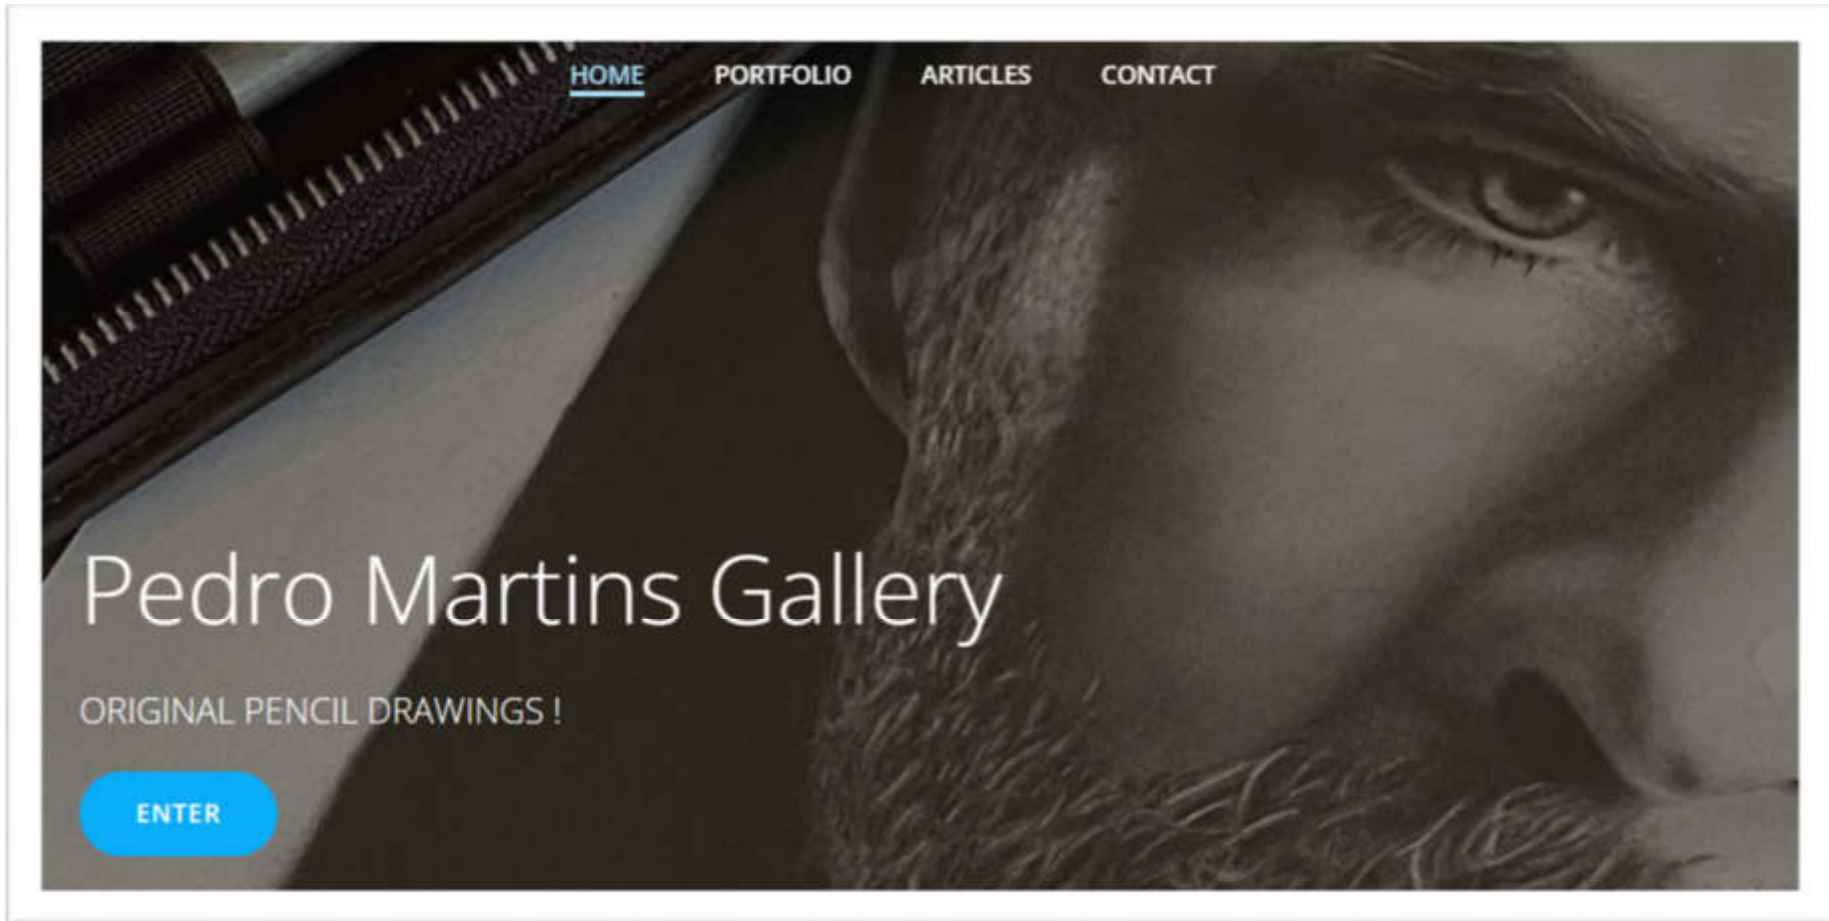 HOME PORTFOLIO ARTICLES CONTACT
Pedro Martins Gallery
ORIGINAL PENCIL DRAWINGS !
ENTER